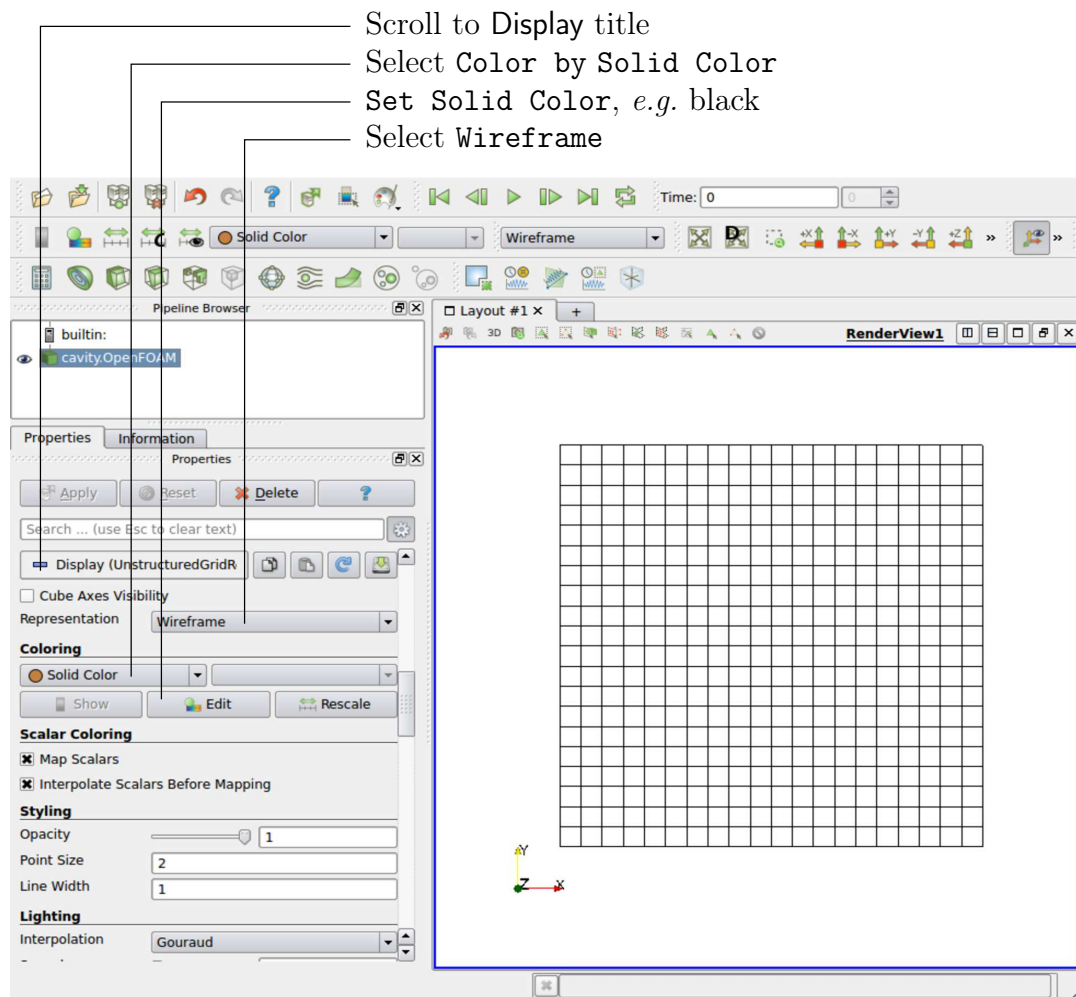 Scroll to Display title
Select Color by Solid Color
Set Solid Color, e.g. black
Select Wireframe
Time: 0 0
Solid Color Wireframe D +X -X +Y -Y +Z » »
Pipeline Browser
Layout #1 × +
builtin:
3D RenderView1
cavity.OpenFOAM
Properties Information
Properties
Apply Reset Delete ?
Search ... (use Esc to clear text)
Display (UnstructuredGridR
Cube Axes Visibility
Representation Wireframe
Coloring
Solid Color
Show Edit Rescale
Scalar Coloring
Map Scalars
Interpolate Scalars Before Mapping
Styling
Opacity 1
Point Size 2
Line Width 1
Lighting
Interpolation Gouraud
Y
Z X